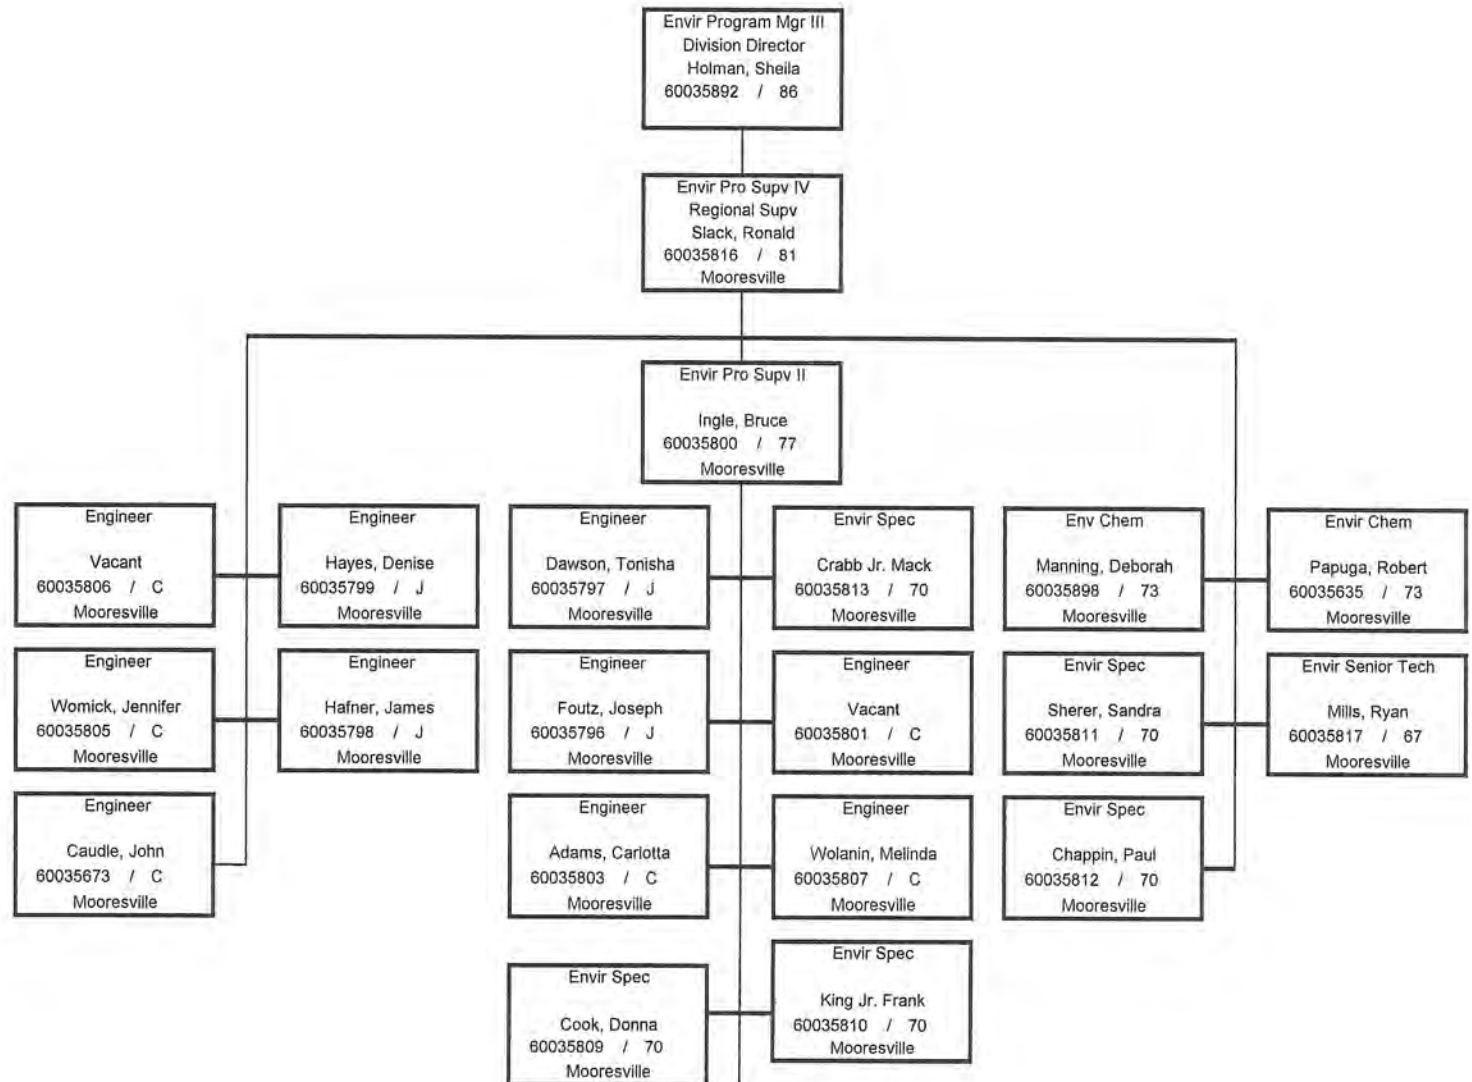 Envir Program Mgr III
Division Director
Holman, Sheila
60035892 / 86
Envir Pro Supv IV
Regional Supv
Slack, Ronald
60035816 / 81
Mooresville
Envir Pro Supv II
Ingle, Bruce
60035800 / 77
Mooresville
Engineer
Vacant
60035806 / C
Mooresville
Engineer
Hayes, Denise
60035799 / J
Mooresville
Engineer
Dawson, Tonisha
60035797 / J
Mooresville
Envir Spec
Crabb Jr. Mack
60035813 / 70
Mooresville
Env Chem
Manning, Deborah
60035898 / 73
Mooresville
Envir Chem
Papuga, Robert
60035635 / 73
Mooresville
Engineer
Womick, Jennifer
60035805 / C
Mooresville
Engineer
Hafner, James
60035798 / J
Mooresville
Engineer
Foutz, Joseph
60035796 / J
Mooresville
Engineer
Vacant
60035801 / C
Mooresville
Envir Spec
Sherer, Sandra
60035811 / 70
Mooresville
Envir Senior Tech
Mills, Ryan
60035817 / 67
Mooresville
Engineer
Caudle, John
60035673 / C
Mooresville
Engineer
Adams, Carlotta
60035803 / C
Mooresville
Engineer
Wolanin, Melinda
60035807 / C
Mooresville
Envir Spec
Chappin, Paul
60035812 / 70
Mooresville
Envir Spec
Cook, Donna
60035809 / 70
Mooresville
Envir Spec
King Jr. Frank
60035810 / 70
Mooresville